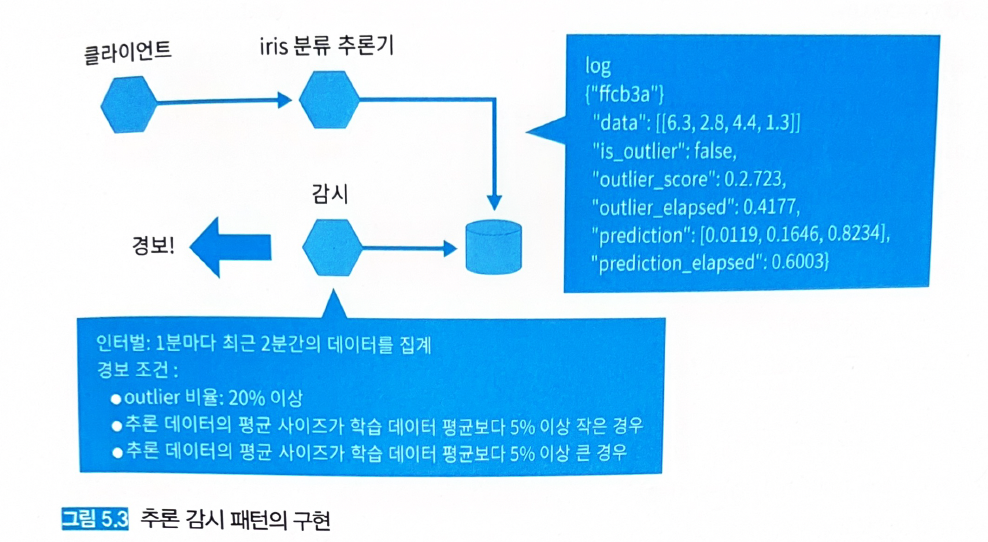 클라이언트
iris 분류 추론기
log
{"ffcb3a"}
"data": [[6.3, 2.8, 4.4, 1.3]]
"is_outlier": false,
"outlier_score": 0.2.723,
"outlier_elapsed": 0.4177,
"prediction": [0.0119, 0.1646, 0.8234],
"prediction_elapsed": 0.6003}
감시
경보!
인터벌: 1분마다 최근 2분간의 데이터를 집계
경보 조건 :
●outlier 비율: 20% 이상
●추론 데이터의 평균 사이즈가 학습 데이터 평균보다 5% 이상 작은 경우
●추론 데이터의 평균 사이즈가 학습 데이터 평균보다 5% 이상 큰 경우
그림 5.3 추론 감시 패턴의 구현